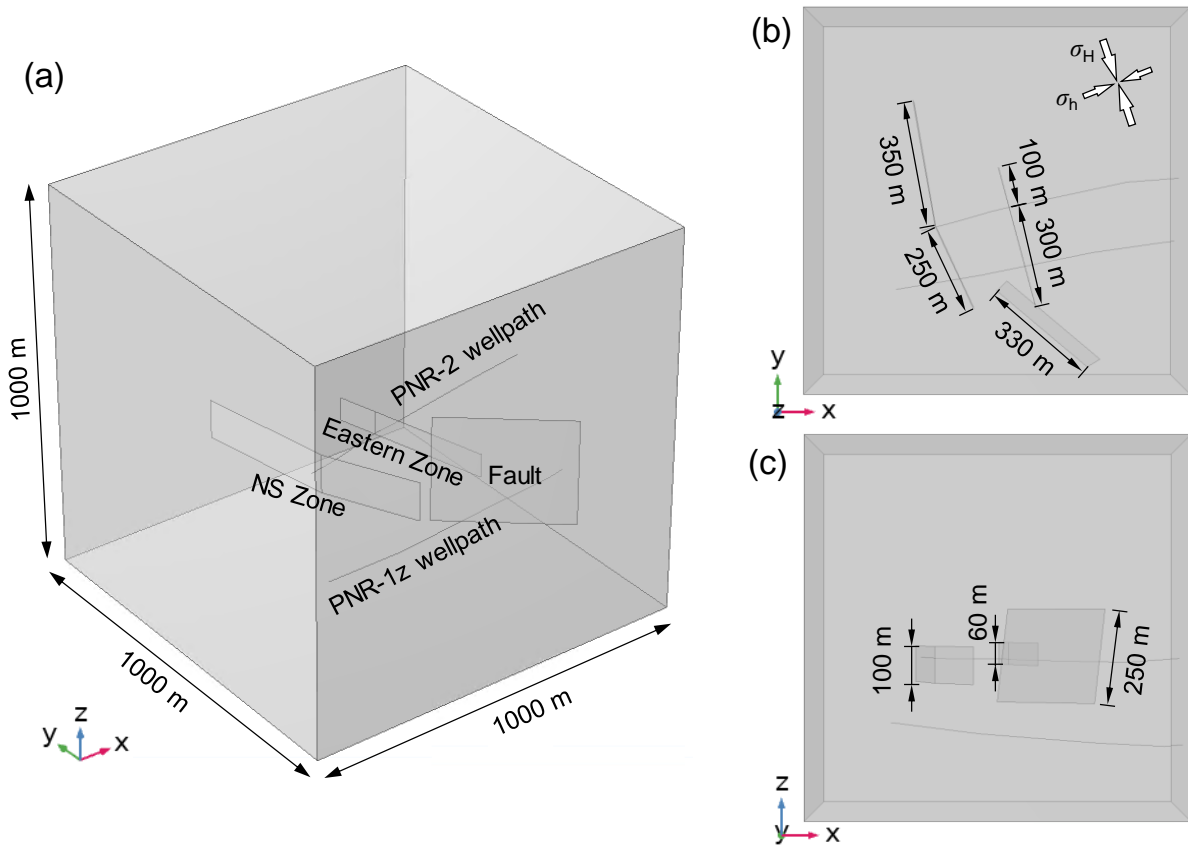 (a)
1000 m
PNR-2 wellpath
Eastern Zone
Fault
NS Zone
PNR-1z wellpath
1000 m
1000 m
z
y
x
(b)
σH
σh
350 m
100 m
250 m
300 m
330 m
y
z
x
(c)
60 m
100 m
250 m
z
y
x